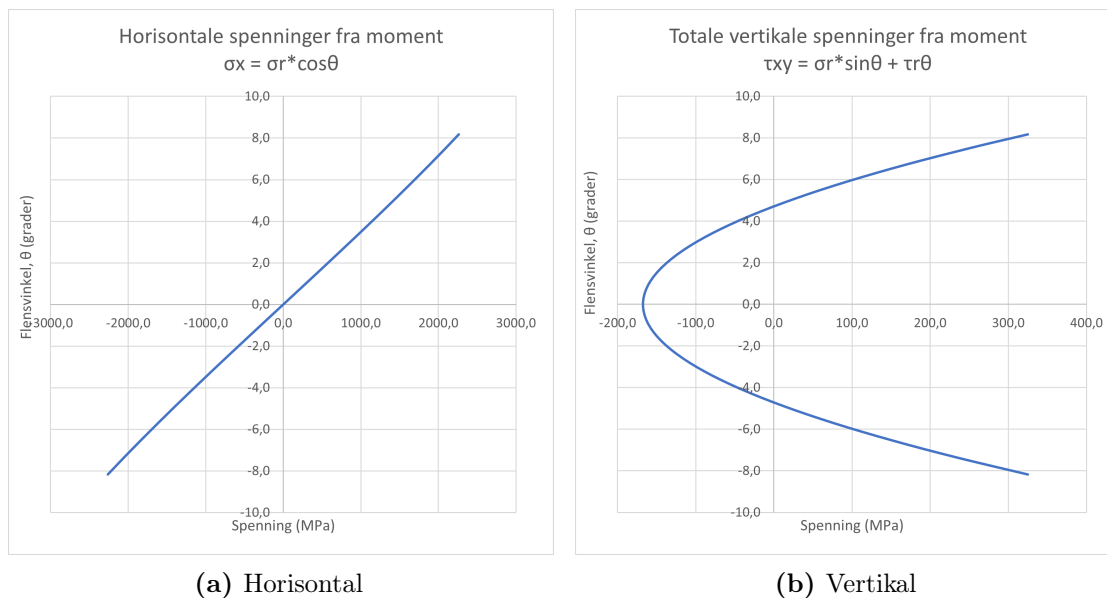 Horisontale spenninger fra moment
σx = σr*cosθ
10,0
8,0
6,0
4,0
2,0
0,0
-3000,0 -2000,0 -1000,0 0,0 1000,0 2000,0 3000,0
-2,0
-4,0
-6,0
-8,0
-10,0
Flensvinkel, θ (grader)
Spenning (MPa)
(a) Horisontal
Totale vertikale spenninger fra moment
τxy = σr*sinθ + τrθ
10,0
8,0
6,0
4,0
2,0
0,0
-200,0 -100,0 0,0 100,0 200,0 300,0 400,0
-2,0
-4,0
-6,0
-8,0
-10,0
Flensvinkel, θ (grader)
Spenning (MPa)
(b) Vertikal